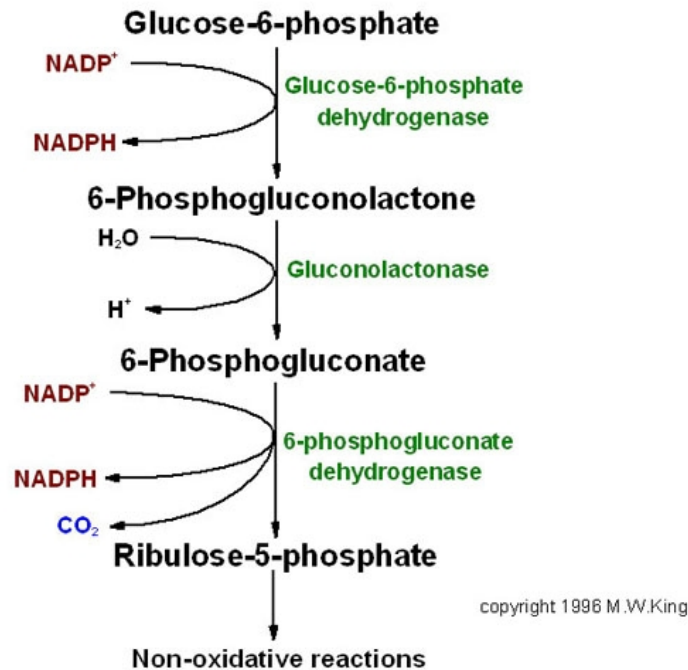 Glucose-6-phosphate
NADP⁺
Glucose-6-phosphate
dehydrogenase
NADPH
6-Phosphogluconolactone
H₂O
Gluconolactonase
H⁺
6-Phosphogluconate
NADP⁺
6-phosphogluconate
dehydrogenase
NADPH
CO₂
Ribulose-5-phosphate
copyright 1996 M.W.King
Non-oxidative reactions